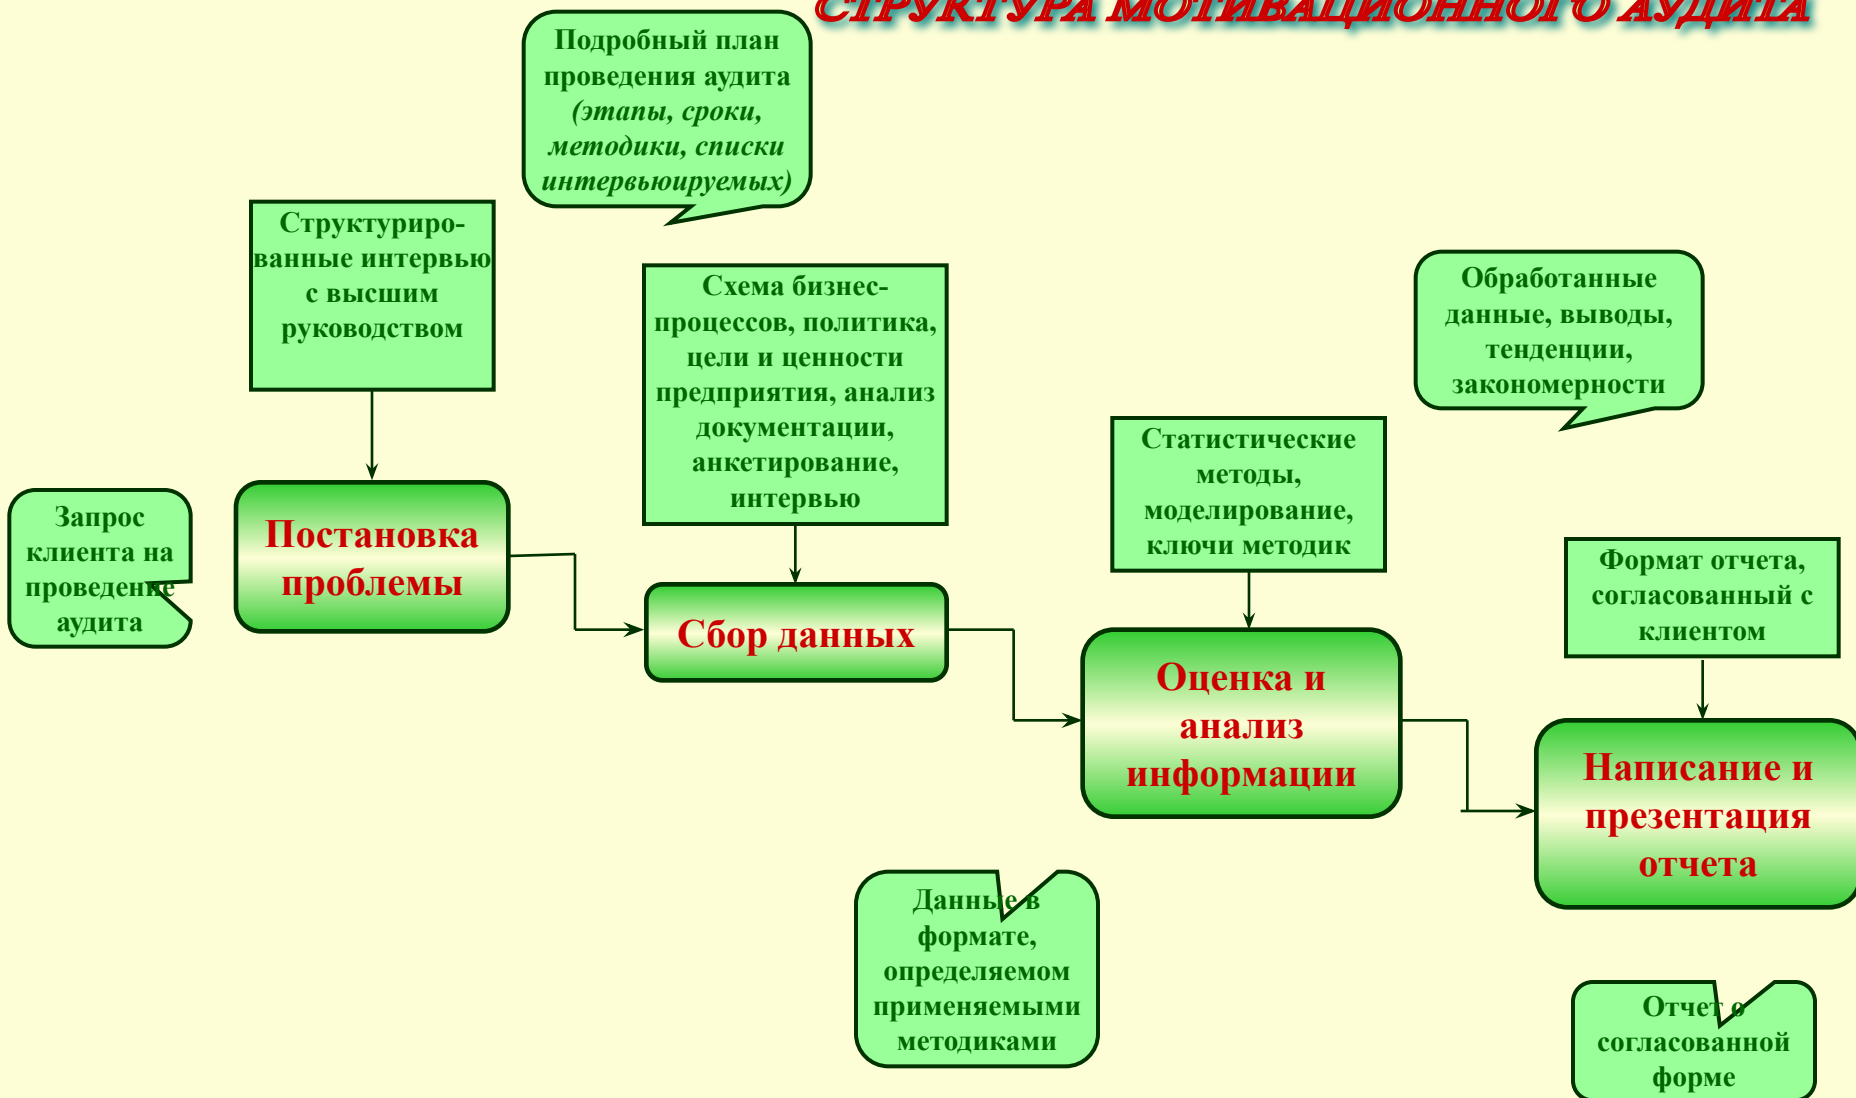 СТРУКТУРА МОТИВАЦИОННОГО АУДИТА
Подробный план
проведения аудита
(этапы, сроки,
методики, списки
интервьюируемых)
Структуриро-
ванные интервью
с высшим
руководством
Схема бизнес-
процессов, политика,
цели и ценности
предприятия, анализ
документации,
анкетирование,
интервью
Обработанные
данные, выводы,
тенденции,
закономерности
Статистические
методы,
моделирование,
ключи методик
Запрос
клиента на
проведение
аудита
Постановка
проблемы
Формат отчета,
согласованный с
клиентом
Сбор данных
Оценка и
анализ
информации
Написание и
презентация
отчета
Данные в
формате,
определяемом
применяемыми
методиками
Отчет о
согласованной
форме